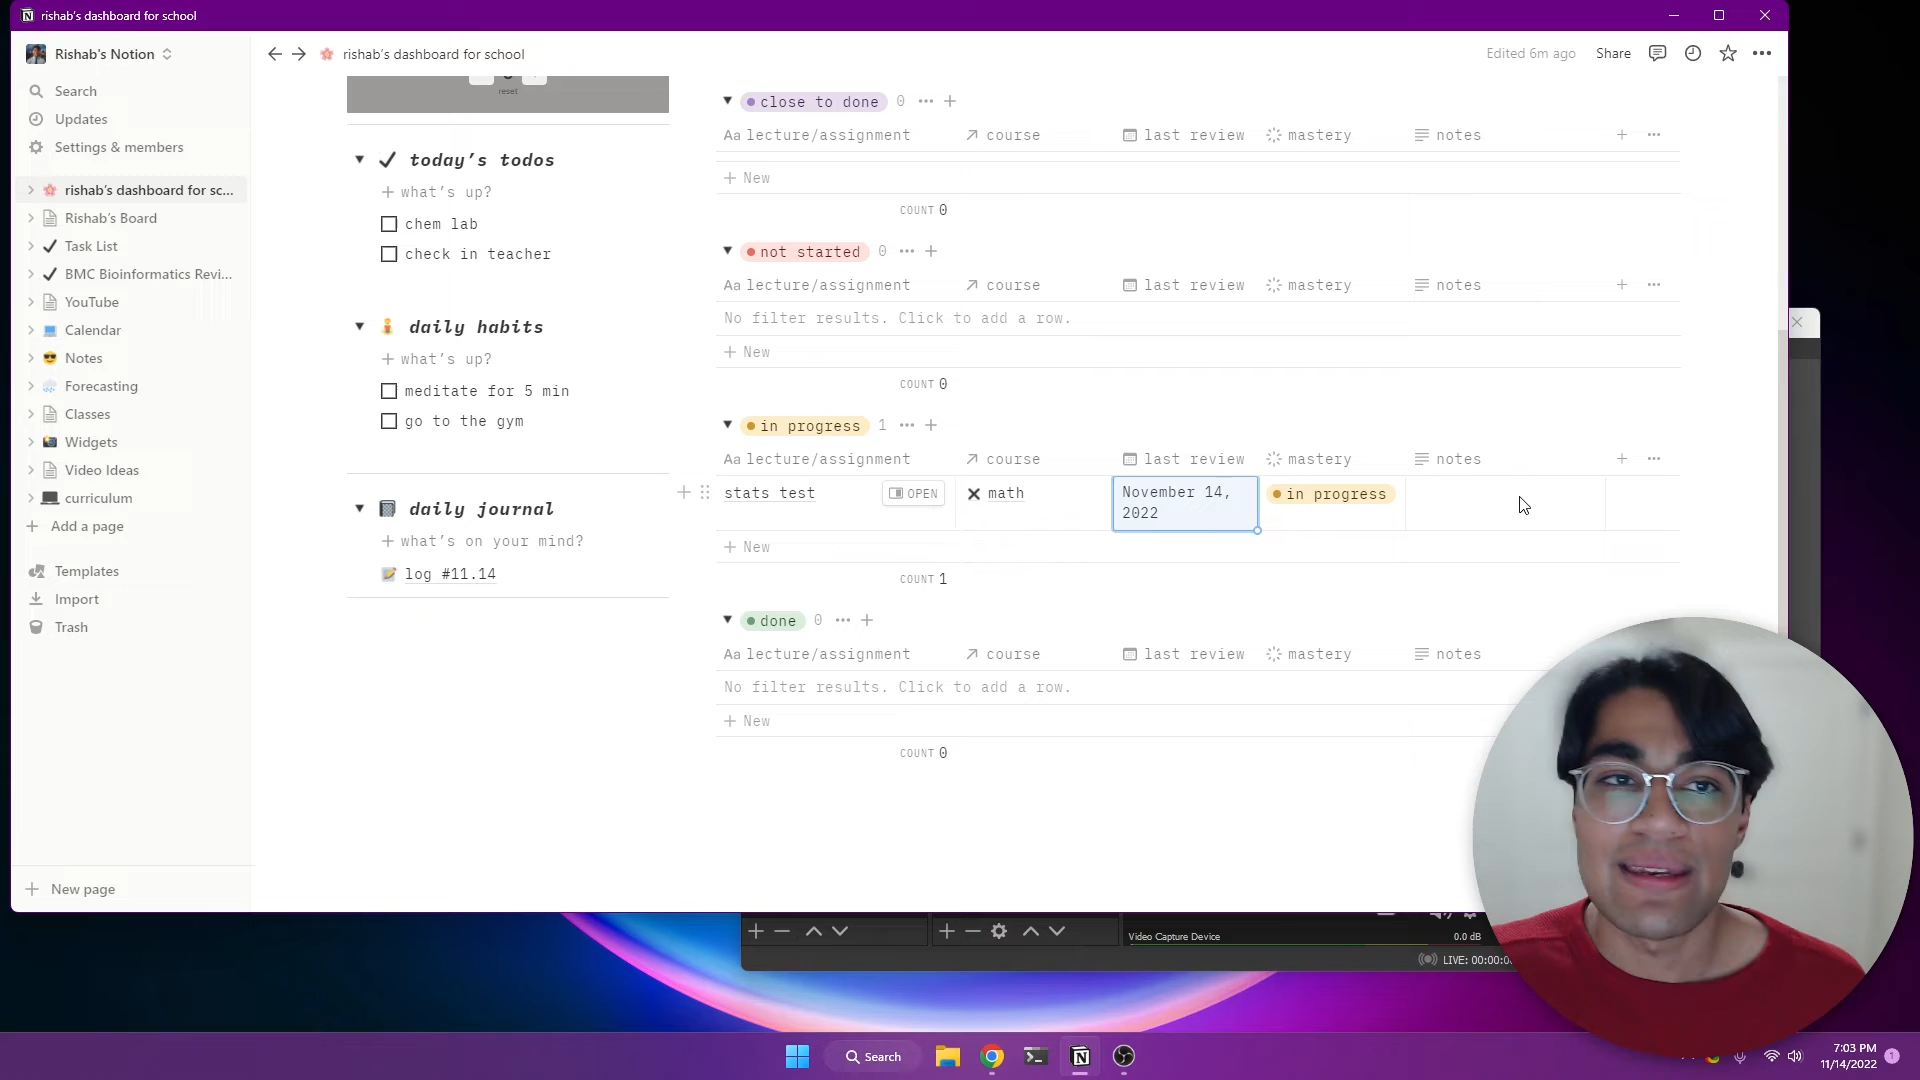 rishab's dashboard for school
Rishab's Notion
rishab's dashboard for school
Edited 6m ago
Share
Search
Updates
Settings & members
rishab's dashboard for sc...
Rishab's Board
Task List
BMC Bioinformatics Revi...
YouTube
Calendar
Notes
Forecasting
Classes
Widgets
Video Ideas
curriculum
Add a page
Templates
Import
Trash
New page
reset
today's todos
+ what's up?
chem lab
check in teacher
daily habits
+ what's up?
meditate for 5 min
go to the gym
daily journal
+ what's on your mind?
log #11.14
close to done 0
Aa lecture/assignment course last review mastery notes
+ New
COUNT 0
not started 0
Aa lecture/assignment course last review mastery notes
No filter results. Click to add a row.
+ New
COUNT 0
in progress 1
Aa lecture/assignment course last review mastery notes
stats test OPEN math November 14, 2022 in progress
+ New
COUNT 1
done 0
Aa lecture/assignment course last review mastery notes
No filter results. Click to add a row.
+ New
COUNT 0
Video Capture Device
0.0 dB
Search
7:03 PM
11/14/2022
1